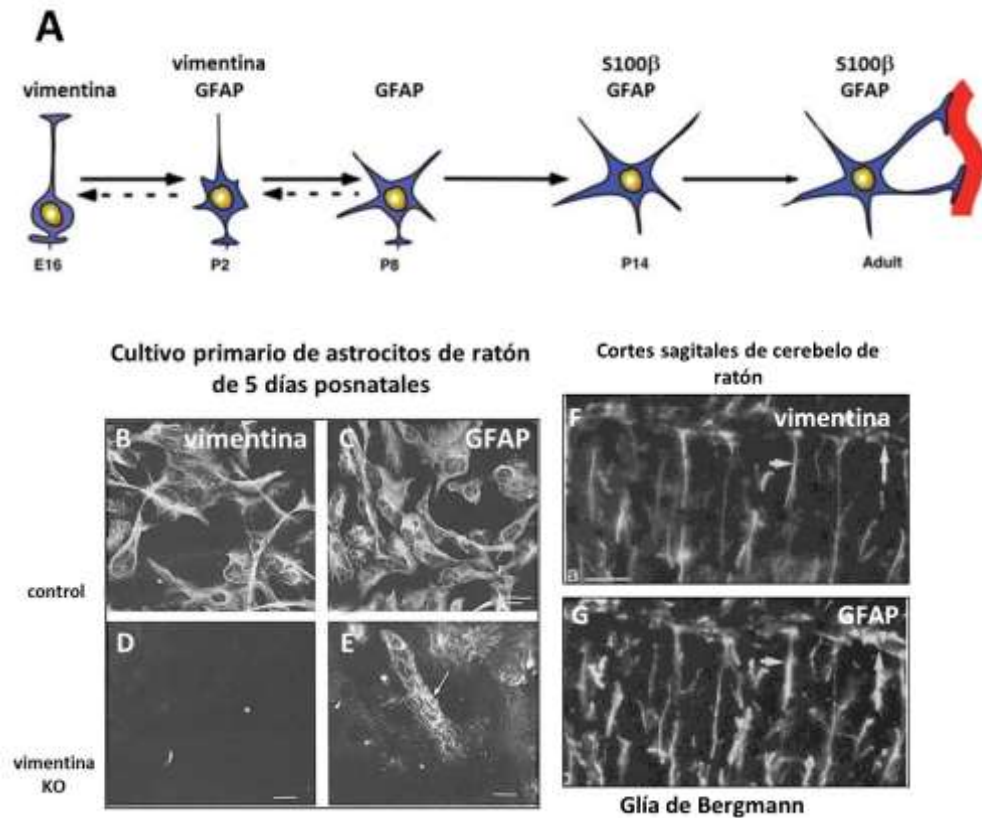 A
vimentina
vimentina
GFAP
GFAP
S100β
GFAP
S100β
GFAP
E16
P2
P8
P14
Adult
Cultivo primario de astrocitos de ratón
de 5 días posnatales
Cortes sagitales de cerebelo de
ratón
B
vimentina
C
GFAP
control
D
E
vimentina
KO
F
vimentina
a
G
GFAP
Glía de Bergmann